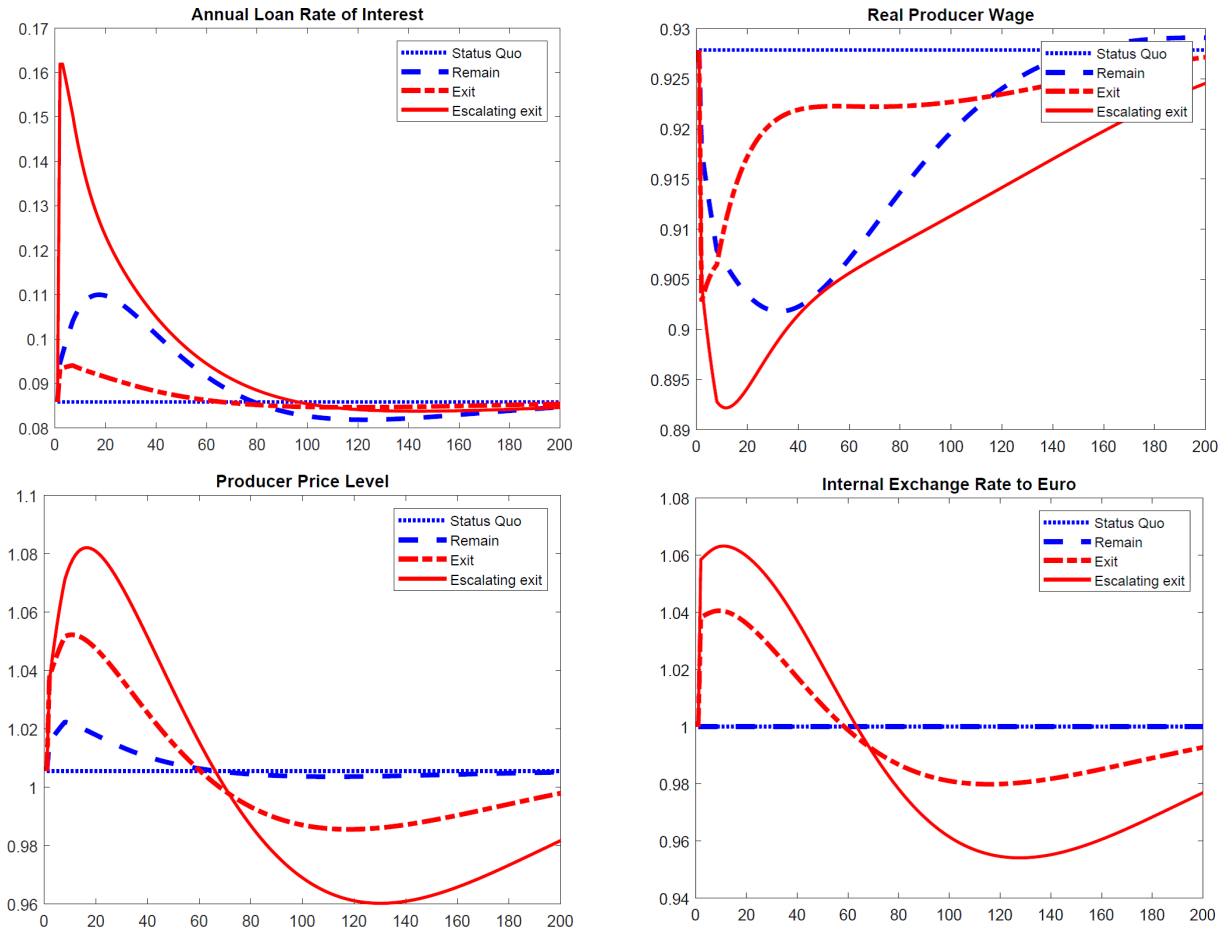 Annual Loan Rate of Interest
0.17
0.16
0.15
0.14
0.13
0.12
0.11
0.1
0.09
0.08
0 20 40 60 80 100 120 140 160 180 200
Status Quo
Remain
Exit
Escalating exit
Real Producer Wage
0.93
0.925
0.92
0.915
0.91
0.905
0.9
0.895
0.89
0 20 40 60 80 100 120 140 160 180 200
Status Quo
Remain
Exit
Escalating exit
Producer Price Level
1.1
1.08
1.06
1.04
1.02
1
0.98
0.96
0 20 40 60 80 100 120 140 160 180 200
Status Quo
Remain
Exit
Escalating exit
Internal Exchange Rate to Euro
1.08
1.06
1.04
1.02
1
0.98
0.96
0.94
0 20 40 60 80 100 120 140 160 180 200
Status Quo
Remain
Exit
Escalating exit